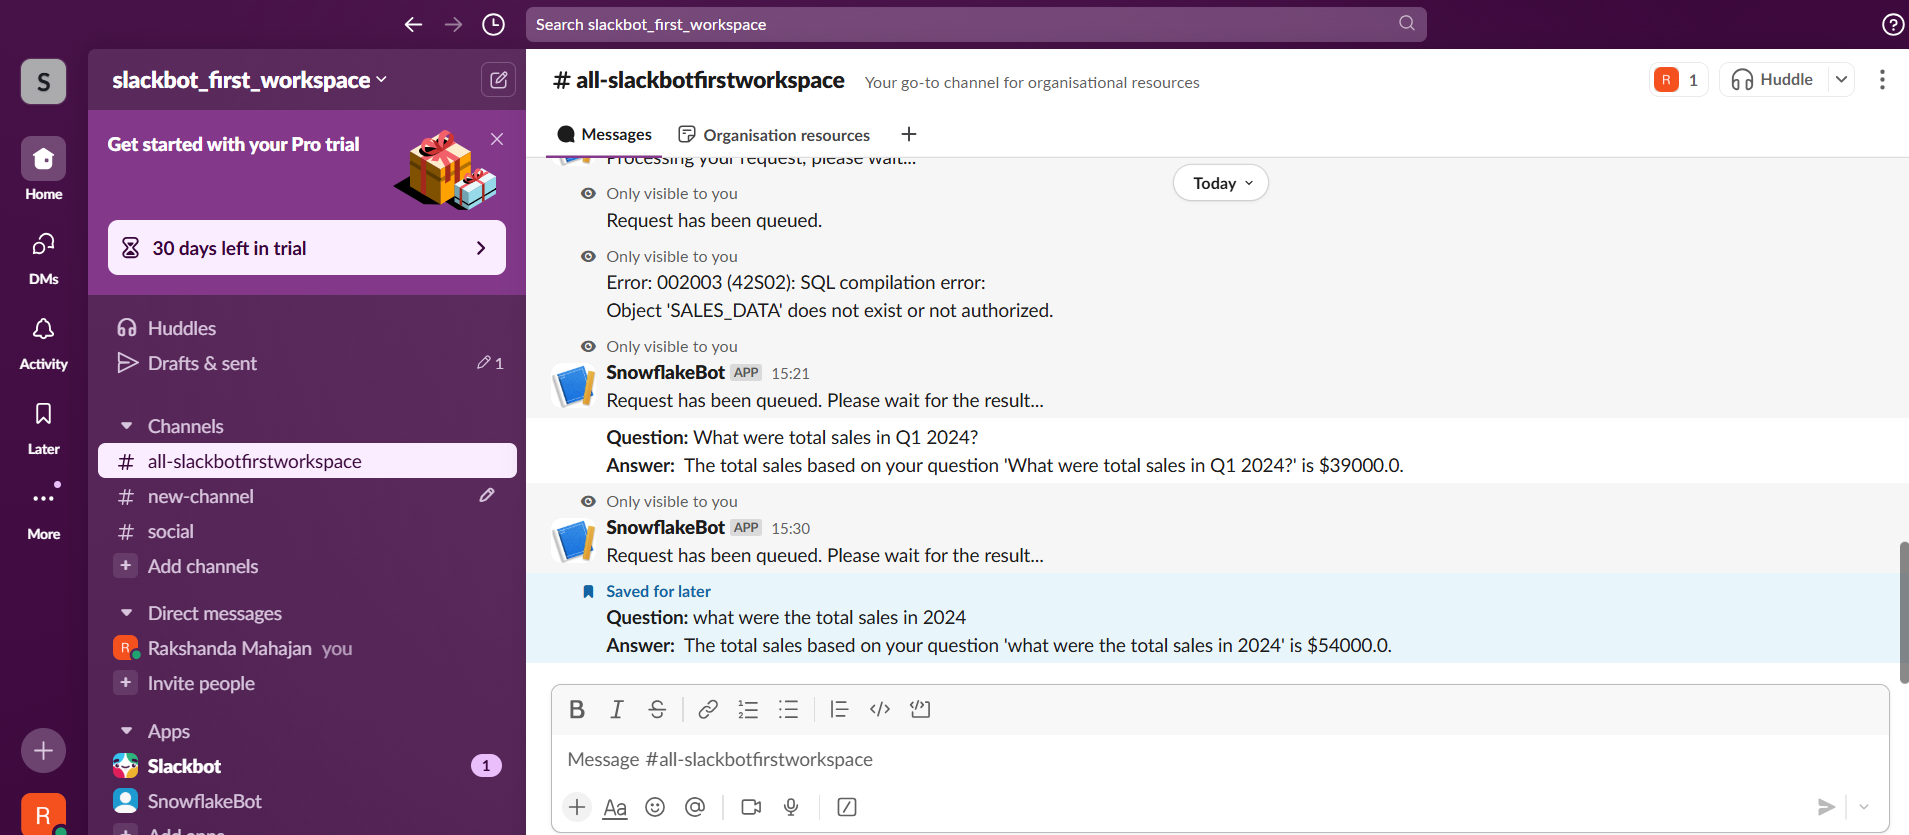 Search slackbot_first_workspace
S
slackbot_first_workspace
Get started with your Pro trial
30 days left in trial
Home
DMs
Activity
Later
More
R
Huddles
Drafts & sent
1
Channels
# all-slackbotfirstworkspace
# new-channel
# social
+ Add channels
Direct messages
R Rakshanda Mahajan you
+ Invite people
Apps
Slackbot
1
SnowflakeBot
+ Add apps
# all-slackbotfirstworkspace Your go-to channel for organisational resources
R 1
Huddle
Messages
Organisation resources
Processing your request, please wait...
Today
Only visible to you
Request has been queued.
Only visible to you
Error: 002003 (42S02): SQL compilation error:
Object 'SALES_DATA' does not exist or not authorized.
Only visible to you
SnowflakeBot APP 15:21
Request has been queued. Please wait for the result...
Question: What were total sales in Q1 2024?
Answer: The total sales based on your question 'What were total sales in Q1 2024?' is $39000.0.
Only visible to you
SnowflakeBot APP 15:30
Request has been queued. Please wait for the result...
Saved for later
Question: what were the total sales in 2024
Answer: The total sales based on your question 'what were the total sales in 2024' is $54000.0.
B I S
Message #all-slackbotfirstworkspace
Aa